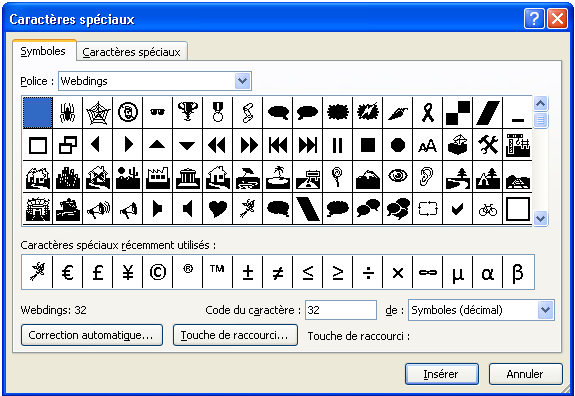 Caractères spéciaux
Symboles Caractères spéciaux
Police : Webdings
Caractères spéciaux récemment utilisés :
€ £ ¥ © ® ™ ± ≠ ≤ ≥ ÷ × ∞ µ α β
Webdings: 32 Code du caractère : 32 de : Symboles (décimal)
Correction automatique... Touche de raccourci... Touche de raccourci :
Insérer Annuler